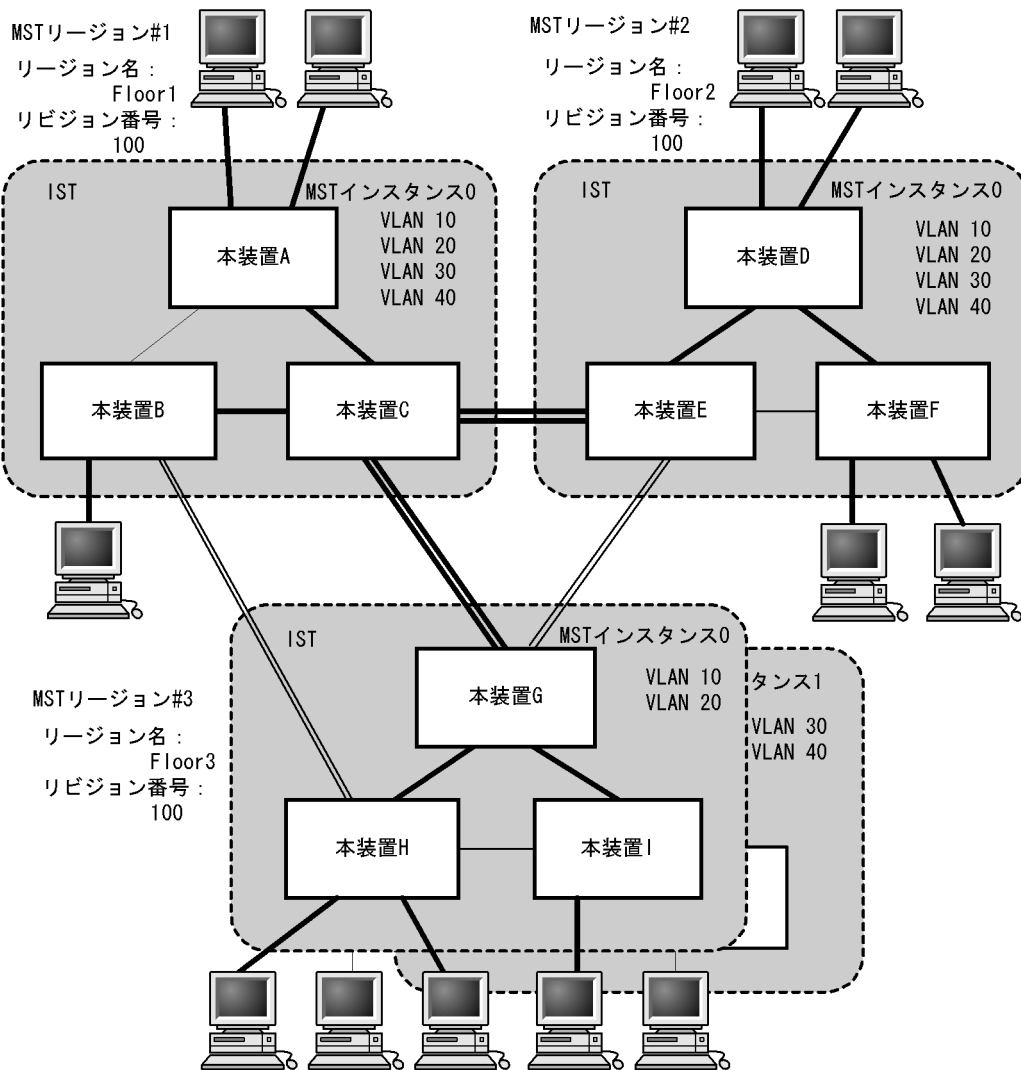 MSTリージョン#1
リージョン名：
Floor1
リビジョン番号：
100
MSTリージョン#2
リージョン名：
Floor2
リビジョン番号：
100
IST
MSTインスタンス0
VLAN 10
VLAN 20
VLAN 30
VLAN 40
本装置A
本装置B
本装置C
IST
MSTインスタンス0
VLAN 10
VLAN 20
VLAN 30
VLAN 40
本装置D
本装置E
本装置F
MSTリージョン#3
リージョン名：
Floor3
リビジョン番号：
100
IST
MSTインスタンス0
VLAN 10
VLAN 20
本装置G
本装置H
本装置I
タンス1
VLAN 30
VLAN 40